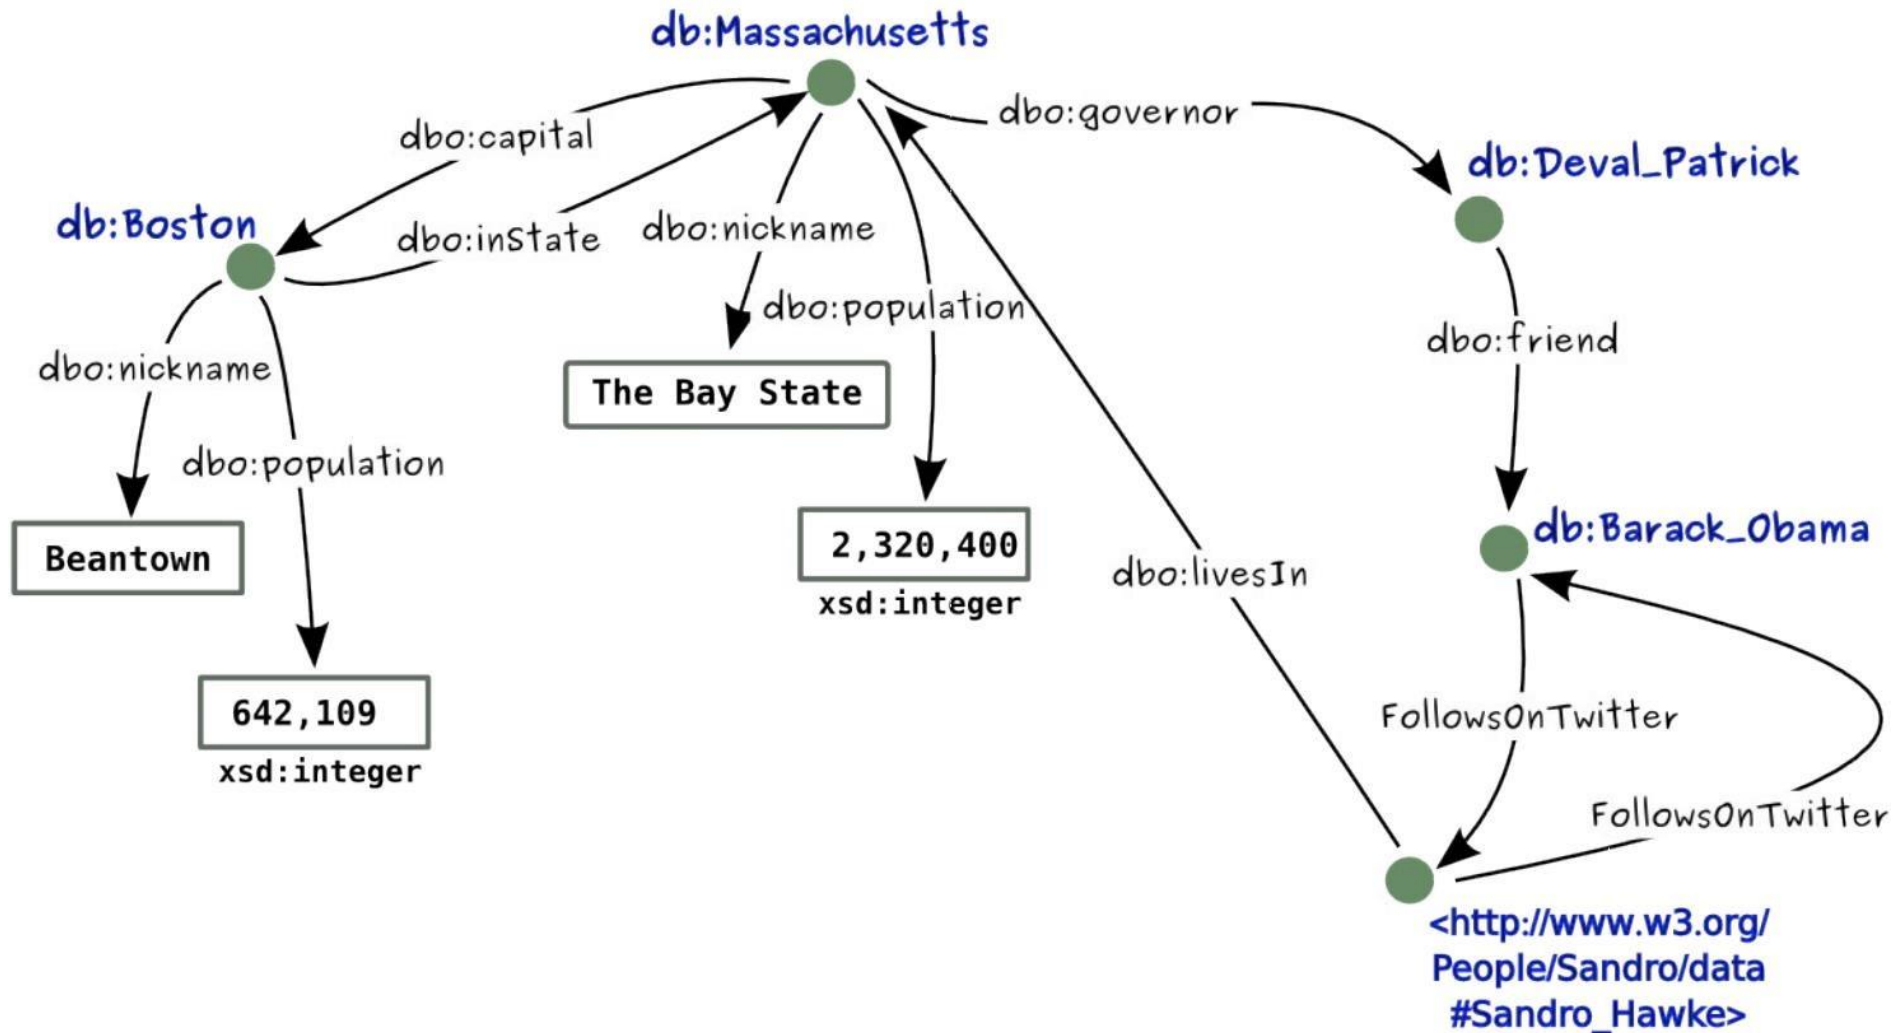 db:Massachusetts
dbo:governor
dbo:capital
db:Deval_Patrick
db:Boston
dbo:inState
dbo:nickname
dbo:population
dbo:friend
dbo:nickname
The Bay State
dbo:population
db:Barack_Obama
Beantown
2,320,400
xsd:integer
dbo:livesIn
642,109
xsd:integer
FollowsOnTwitter
FollowsOnTwitter
<http://www.w3.org/
People/Sandro/data
#Sandro_Hawke>